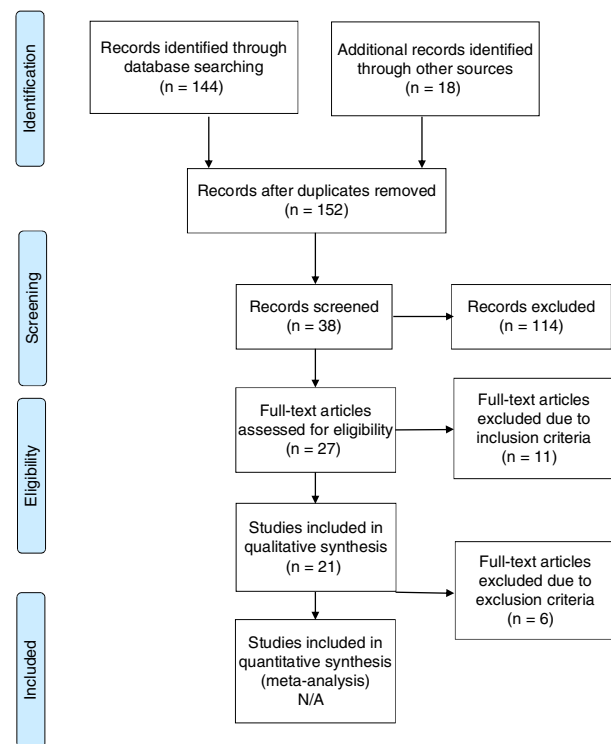 Identification
Records identified through
database searching
(n = 144)
Additional records identified
through other sources
(n = 18)
Records after duplicates removed
(n = 152)
Screening
Records screened
(n = 38)
Records excluded
(n = 114)
Eligibility
Full-text articles
assessed for eligibility
(n = 27)
Full-text articles
excluded due to
inclusion criteria
(n = 11)
Studies included in
qualitative synthesis
(n = 21)
Full-text articles
excluded due to
exclusion criteria
(n = 6)
Included
Studies included in
quantitative synthesis
(meta-analysis)
N/A